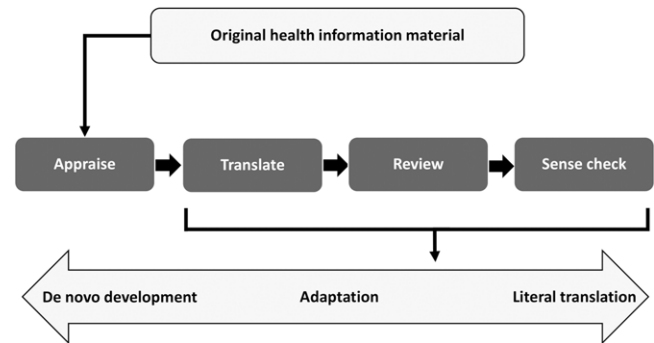 Original health information material
Appraise
Translate
Review
Sense check
De novo development
Adaptation
Literal translation